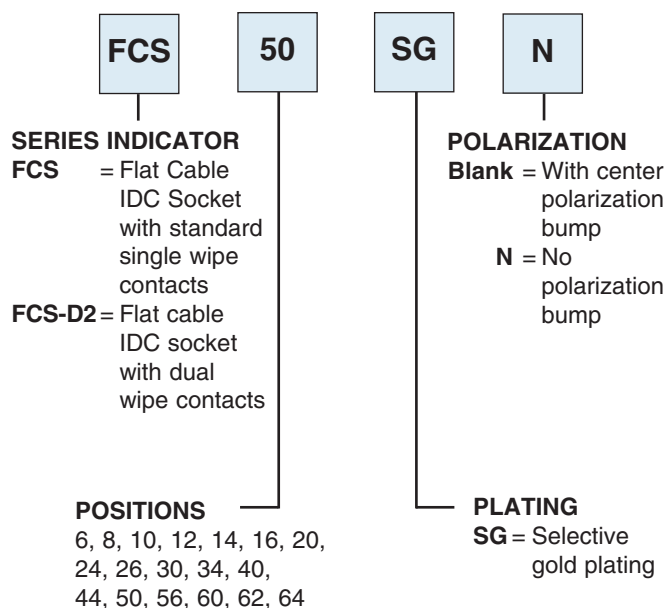 FCS 50 SG N
SERIES INDICATOR
FCS = Flat Cable
IDC Socket
with standard
single wipe
contacts
FCS-D2 = Flat cable
IDC socket
with dual
wipe contacts
POLARIZATION
Blank = With center
polarization
bump
N = No
polarization
bump
POSITIONS
6, 8, 10, 12, 14, 16, 20,
24, 26, 30, 34, 40,
44, 50, 56, 60, 62, 64
PLATING
SG = Selective
gold plating